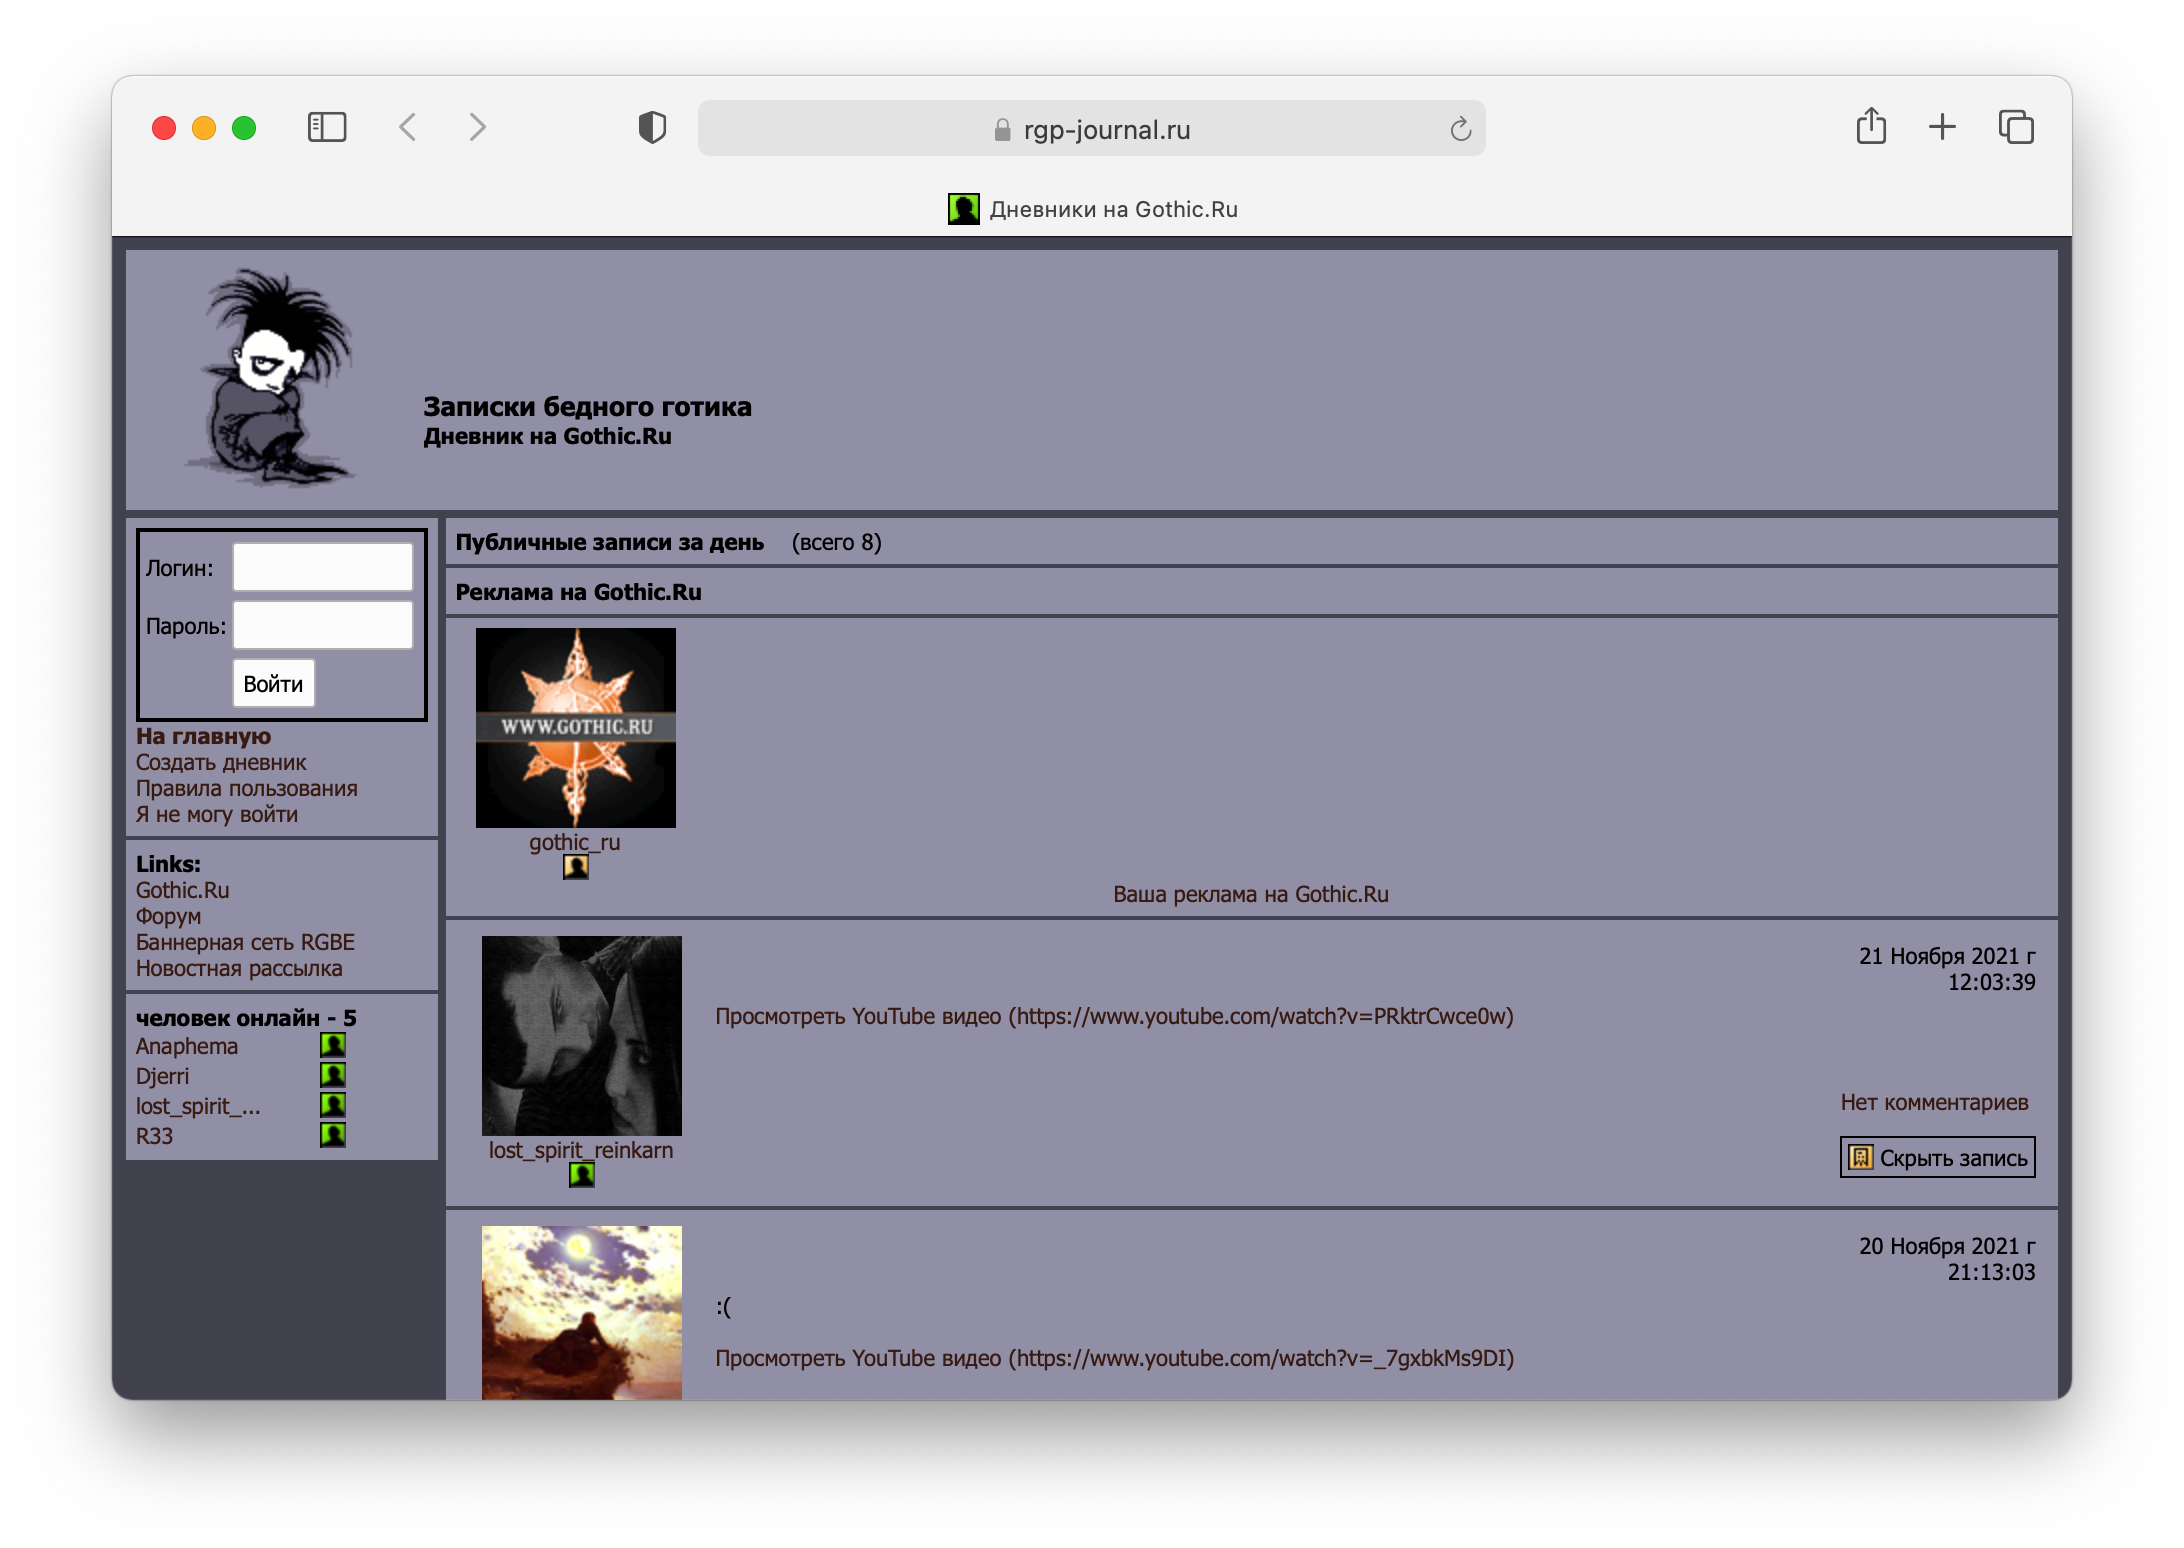 rgp-journal.ru
Дневники на Gothic.Ru
Записки бедного готика
Дневник на Gothic.Ru
Логин:
Пароль:
Войти
На главную
Создать дневник
Правила пользования
Я не могу войти
Links:
Gothic.Ru
Форум
Баннерная сеть RGBE
Новостная рассылка
человек онлайн - 5
Anaphema
Djerri
lost_spirit_...
R33
Публичные записи за день (всего 8)
Реклама на Gothic.Ru
WWW.GOTHIC.RU
gothic_ru
Ваша реклама на Gothic.Ru
21 Ноября 2021 г
12:03:39
Просмотреть YouTube видео (https://www.youtube.com/watch?v=PRktrCwce0w)
Нет комментариев
lost_spirit_reinkarn
Скрыть запись
20 Ноября 2021 г
21:13:03
:(
Просмотреть YouTube видео (https://www.youtube.com/watch?v=_7gxbkMs9DI)